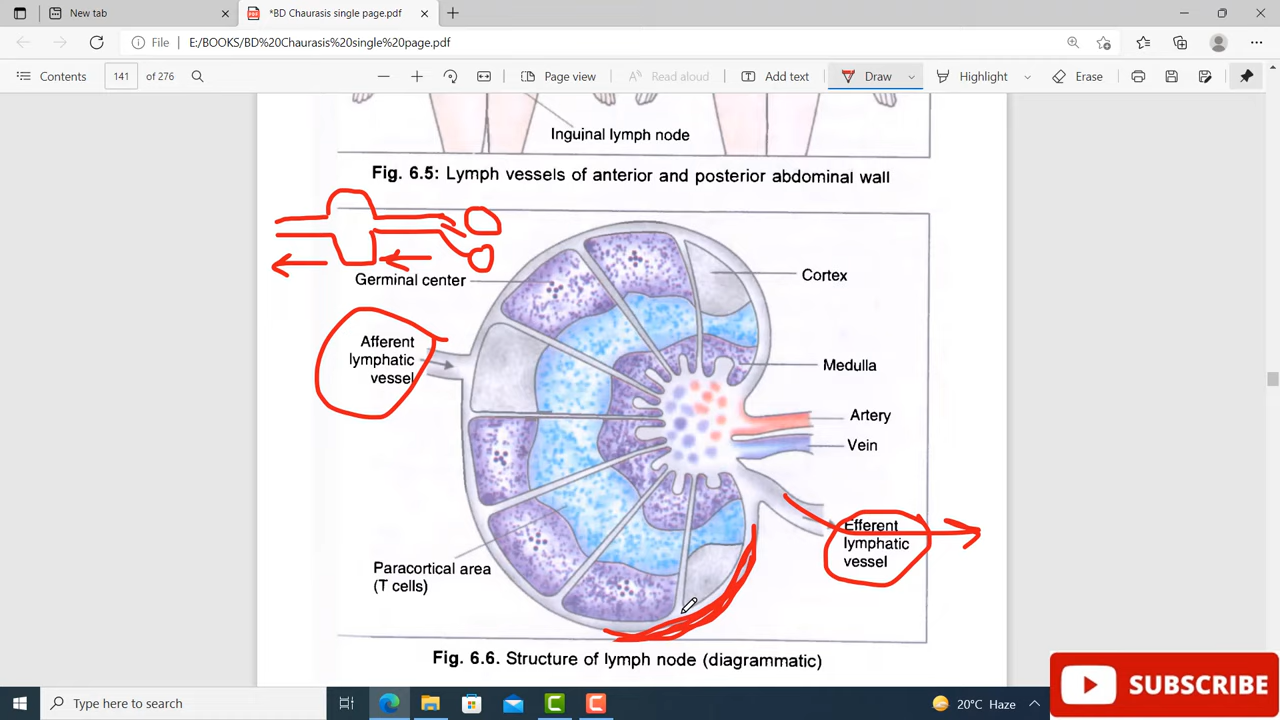 New tab
*BD Chaurasis single page.pdf
File
E:/BOOKS/BD%20Chaurasis%20single%20page.pdf
Contents
141
of 276
Page view
Read aloud
Add text
Draw
Highlight
Erase
Inguinal lymph node
Fig. 6.5: Lymph vessels of anterior and posterior abdominal wall
Germinal center
Cortex
Afferent
lymphatic
vessel
Medulla
Artery
Vein
Efferent
lymphatic
vessel
Paracortical area
(T cells)
Fig. 6.6. Structure of lymph node (diagrammatic)
SUBSCRIBE
Type here to search
20°C Haze